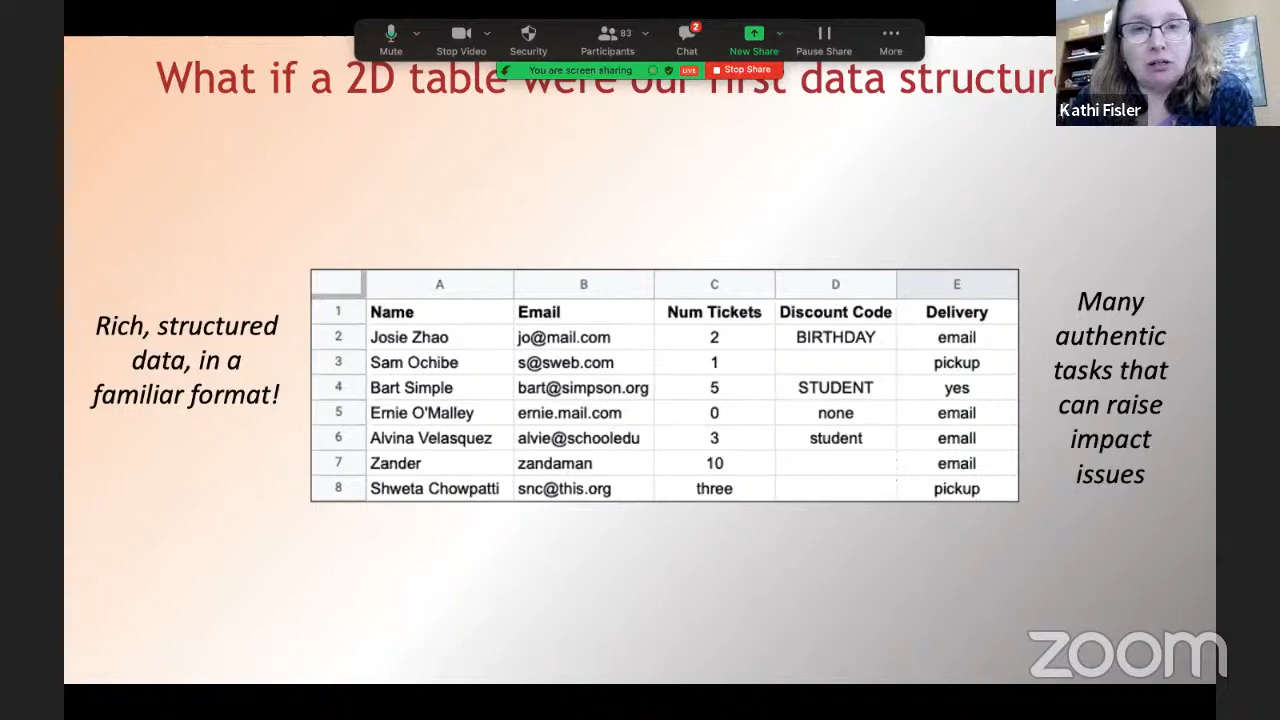 83
2
Mute
Stop Video
Security
Participants
Chat
New Share
Pause Share
More
You are screen sharing
LIVE
Stop Share
What if a 2D table were our first data structure
Kathi Fisler
Rich, structured
data, in a
familiar format!
A B C D E
1 Name Email Num Tickets Discount Code Delivery
2 Josie Zhao jo@mail.com 2 BIRTHDAY email
3 Sam Ochibe s@sweb.com 1 pickup
4 Bart Simple bart@simpson.org 5 STUDENT yes
5 Ernie O'Malley ernie.mail.com 0 none email
6 Alvina Velasquez alvie@schooledu 3 student email
7 Zander zandaman 10 email
8 Shweta Chowpatti snc@this.org three pickup
Many
authentic
tasks that
can raise
impact
issues
zoom